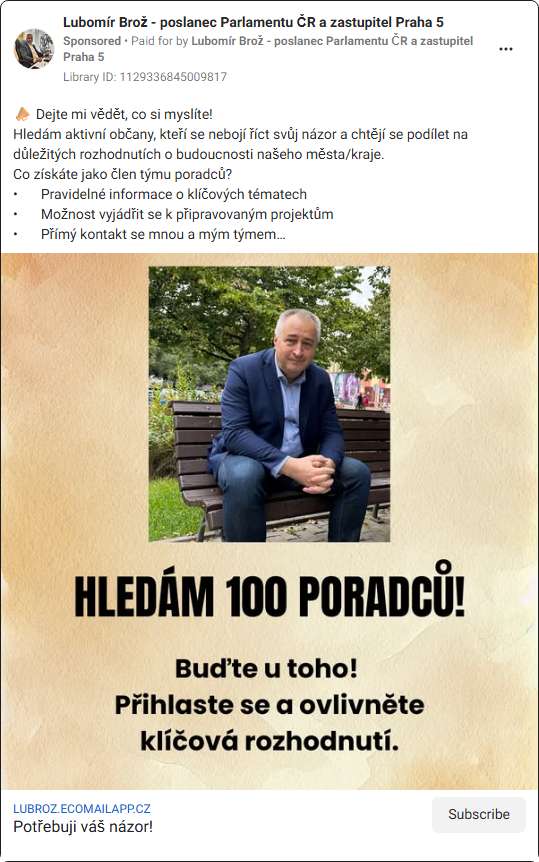 Lubomír Brož - poslanec Parlamentu ČR a zastupitel Praha 5
Sponsored • Paid for by Lubomír Brož - poslanec Parlamentu ČR a zastupitel
Praha 5
Library ID: 1129336845009817
📣 Dejte mi vědět, co si myslíte!
Hledám aktivní občany, kteří se nebojí říct svůj názor a chtějí se podílet na
důležitých rozhodnutích o budoucnosti našeho města/kraje.
Co získáte jako člen týmu poradců?
• Pravidelné informace o klíčových tématech
• Možnost vyjádřit se k připravovaným projektům
• Přímý kontakt se mnou a mým týmem…
HLEDÁM 100 PORADCŮ!
Buďte u toho!
Přihlaste se a ovlivněte
klíčová rozhodnutí.
LUBROZ.ECOMAILAPP.CZ
Potřebuji váš názor!
Subscribe